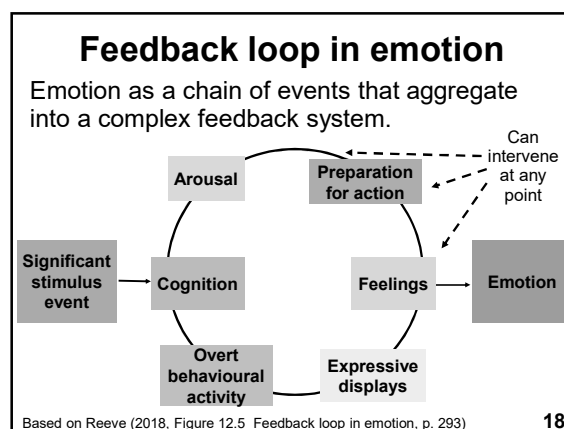 Feedback loop in emotion
Emotion as a chain of events that aggregate
into a complex feedback system.
Can
intervene
at any
point
Arousal
Preparation
for action
Significant
stimulus
event
Cognition
Feelings
Emotion
Overt
behavioural
activity
Expressive
displays
Based on Reeve (2018, Figure 12.5 Feedback loop in emotion, p. 293)
18